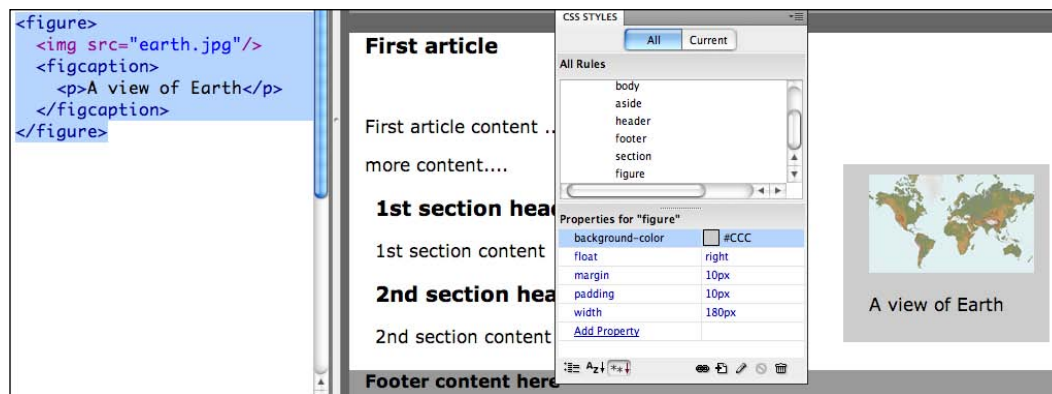 <figure>
<img src="earth.jpg"/>
<figcaption>
<p>A view of Earth</p>
</figcaption>
</figure>
First article
First article content ..
more content....
1st section head
1st section content
2nd section hea
2nd section content
Footer content here
CSS STYLES
All Current
All Rules
body
aside
header
footer
section
figure
Properties for "figure"
background-color #CCC
float right
margin 10px
padding 10px
width 180px
Add Property
AZ
**
A view of Earth